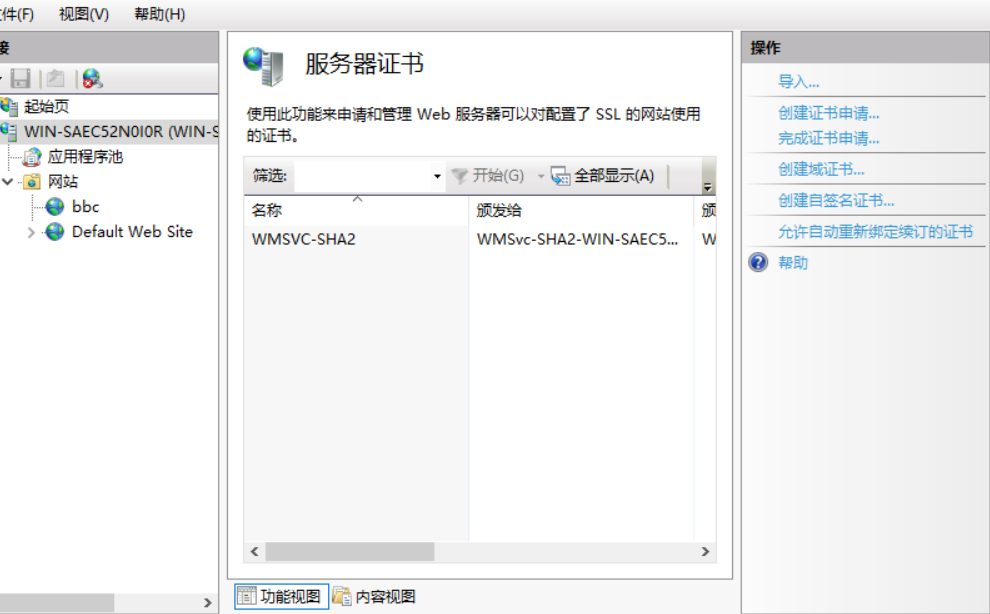 件(F) 视图(V) 帮助(H)
接
起始页
WIN-SAEC52N0I0R (WIN-S
应用程序池
网站
bbc
Default Web Site
服务器证书
使用此功能来申请和管理 Web 服务器可以对配置了 SSL 的网站使用
的证书。
筛选: 开始(G) 全部显示(A)
名称 颁发给 颁
WMSVC-SHA2 WMSvc-SHA2-WIN-SAEC5... W
功能视图 内容视图
操作
导入...
创建证书申请...
完成证书申请...
创建域证书...
创建自签名证书...
允许自动重新绑定续订的证书
帮助